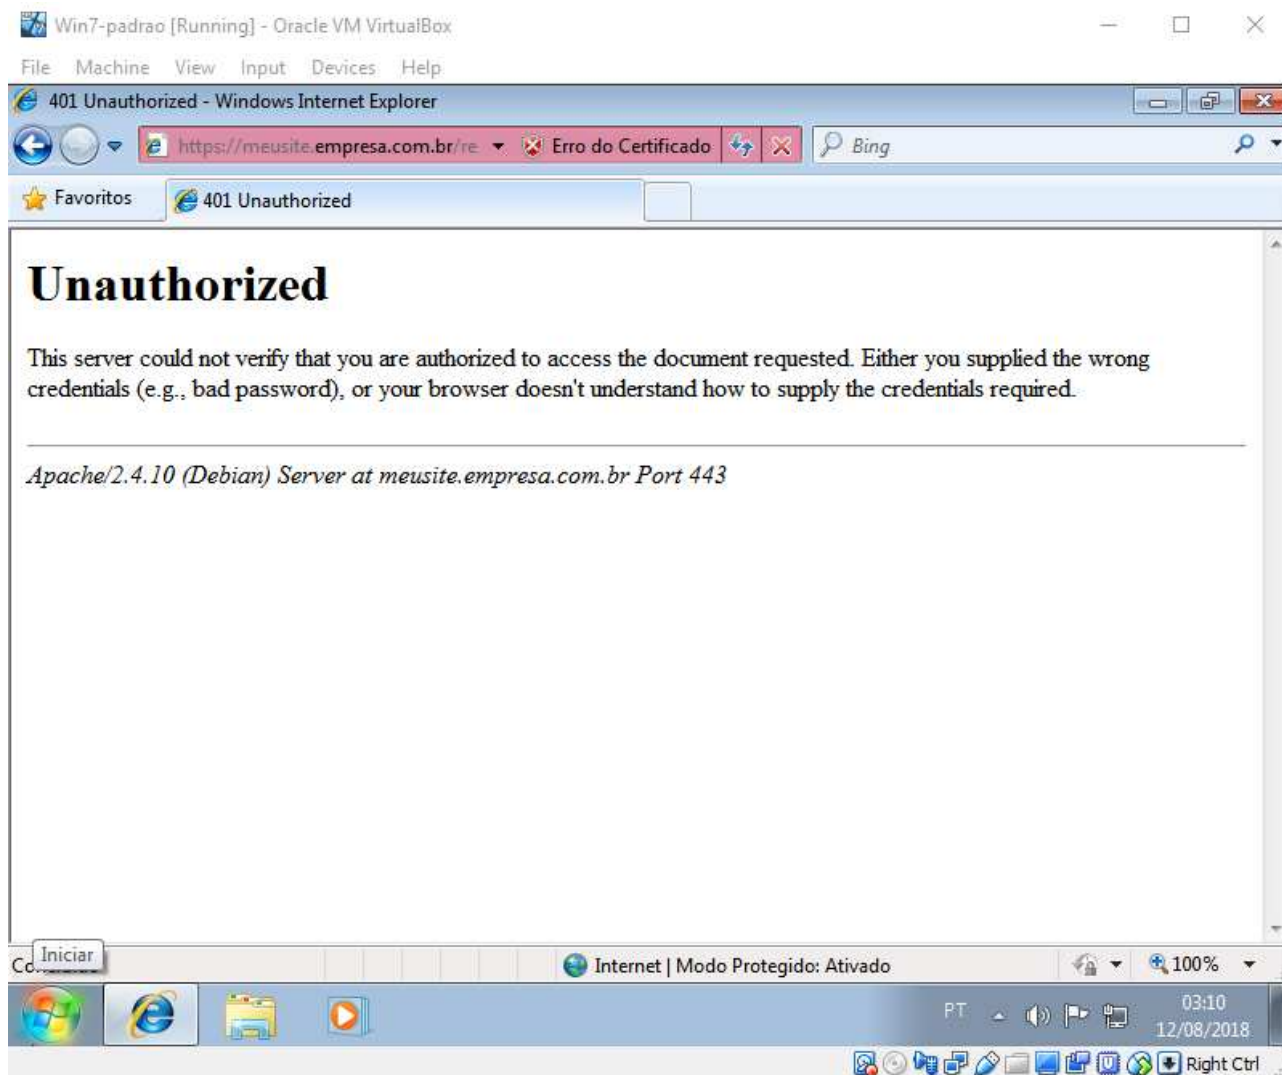 Win7-padrao [Running] - Oracle VM VirtualBox
File Machine View Input Devices Help
401 Unauthorized - Windows Internet Explorer
https://meusite.empresa.com.br/re Erro do Certificado Bing
Favoritos 401 Unauthorized
Unauthorized
This server could not verify that you are authorized to access the document requested. Either you supplied the wrong
credentials (e.g., bad password), or your browser doesn't understand how to supply the credentials required.
Apache/2.4.10 (Debian) Server at meusite.empresa.com.br Port 443
Iniciar
Internet | Modo Protegido: Ativado 100%
PT 03:10
12/08/2018
Right Ctrl